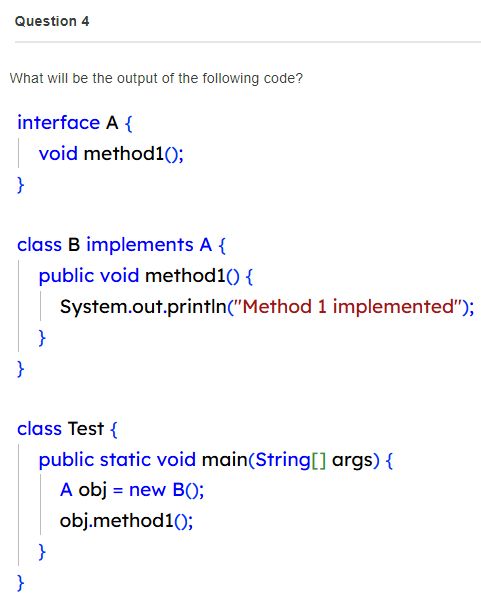 Question 4
What will be the output of the following code?
interface A {
void method1();
}
class B implements A {
public void method1() {
System.out.println("Method 1 implemented");
}
}
class Test {
public static void main(String[] args) {
A obj = new B();
obj.method1();
}
}